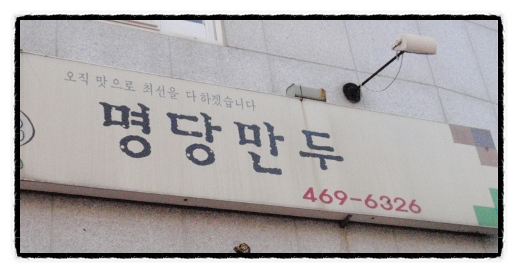 오직 맛으로 최선을 다하겠습니다
명당만두
469-6326